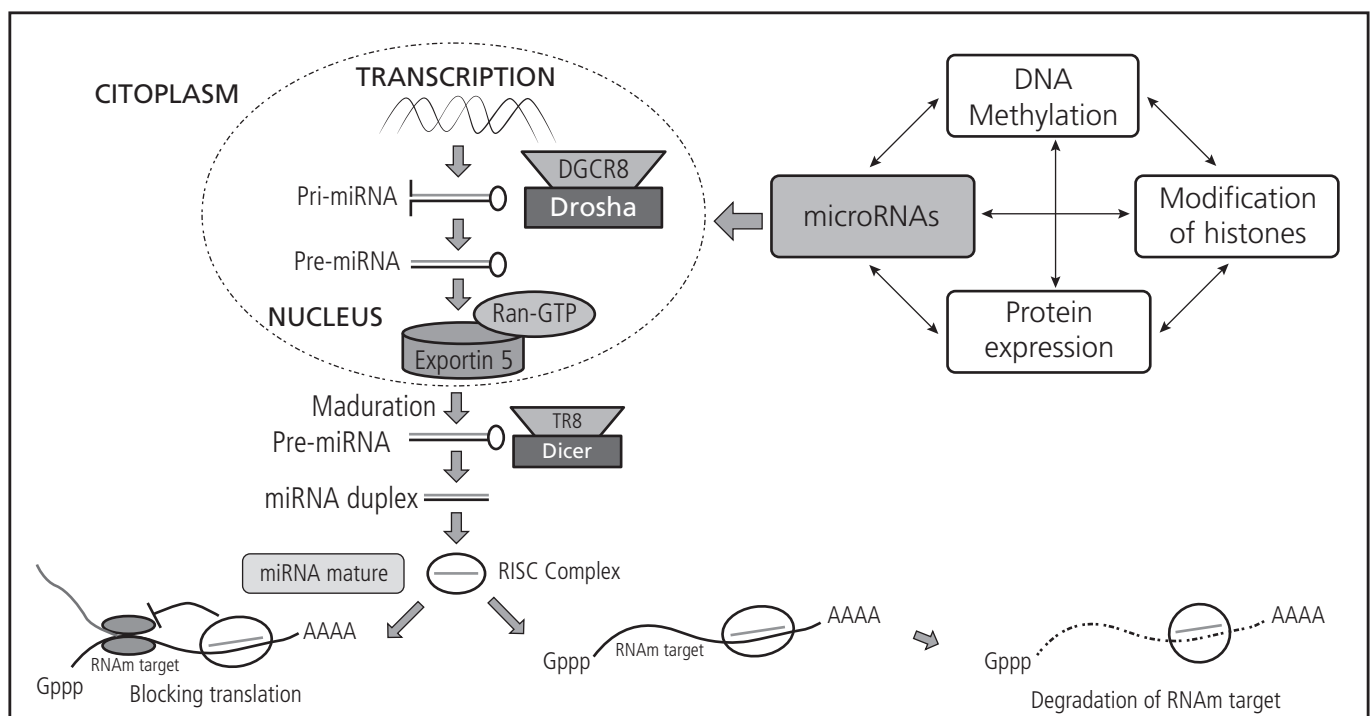 CITOPLASM
TRANSCRIPTION
DGCR8
Drosha
Pri-miRNA
Pre-miRNA
NUCLEUS
Ran-GTP
Exportin 5
Maduration
Pre-miRNA
TR8
Dicer
miRNA duplex
miRNA mature
RISC Complex
DNA
Methylation
microRNAs
Modification
of histones
Protein
expression
AAAA
RNAm target
Gppp
Blocking translation
AAAA
RNAm target
Gppp
AAAA
Gppp
Degradation of RNAm target